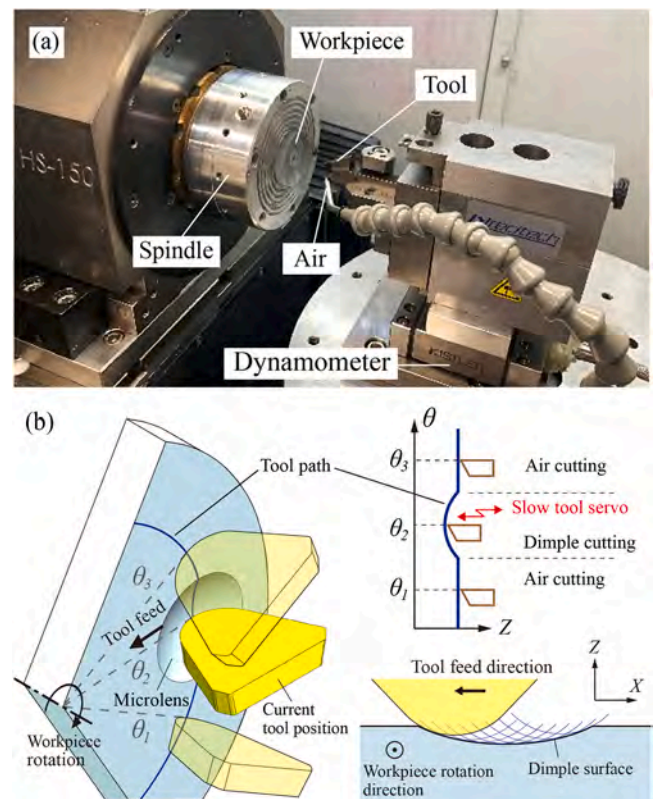 (a)
Workpiece
Tool
HS-150
Spindle
Air
Dynamometer
(b)
Tool path
θ
θ3
Air cutting
Slow tool servo
θ2
Dimple cutting
Air cutting
θ1
Z
θ3
Tool feed
θ2
Microlens
θ1
Current
tool position
Workpiece
rotation
Tool feed direction
Z
X
Workpiece rotation
direction
Dimple surface